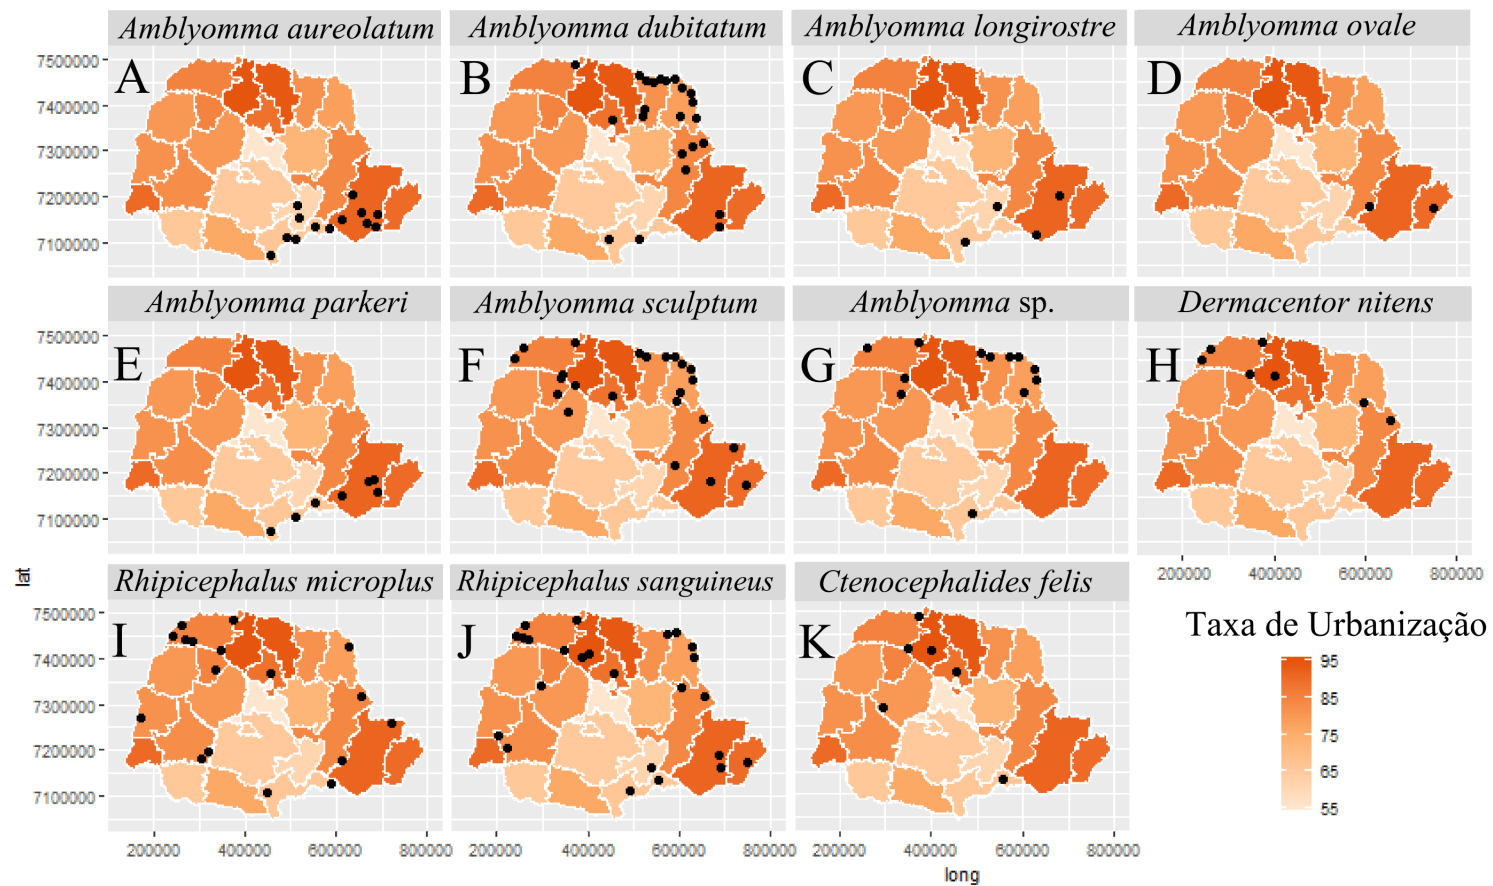 Amblyomma aureolatum
Amblyomma dubitatum
Amblyomma longirostre
Amblyomma ovale
A
B
C
D
7500000
7400000
7300000
7200000
7100000
Amblyomma parkeri
Amblyomma sculptum
Amblyomma sp.
Dermacentor nitens
E
F
G
H
7500000
7400000
7300000
7200000
7100000
200000 400000 600000 800000
lat
Rhipicephalus microplus
Rhipicephalus sanguineus
Ctenocephalides felis
I
J
K
7500000
7400000
7300000
7200000
7100000
200000 400000 600000 800000
200000 400000 600000 800000
200000 400000 600000 800000
long
Taxa de Urbanização
95
85
75
65
55